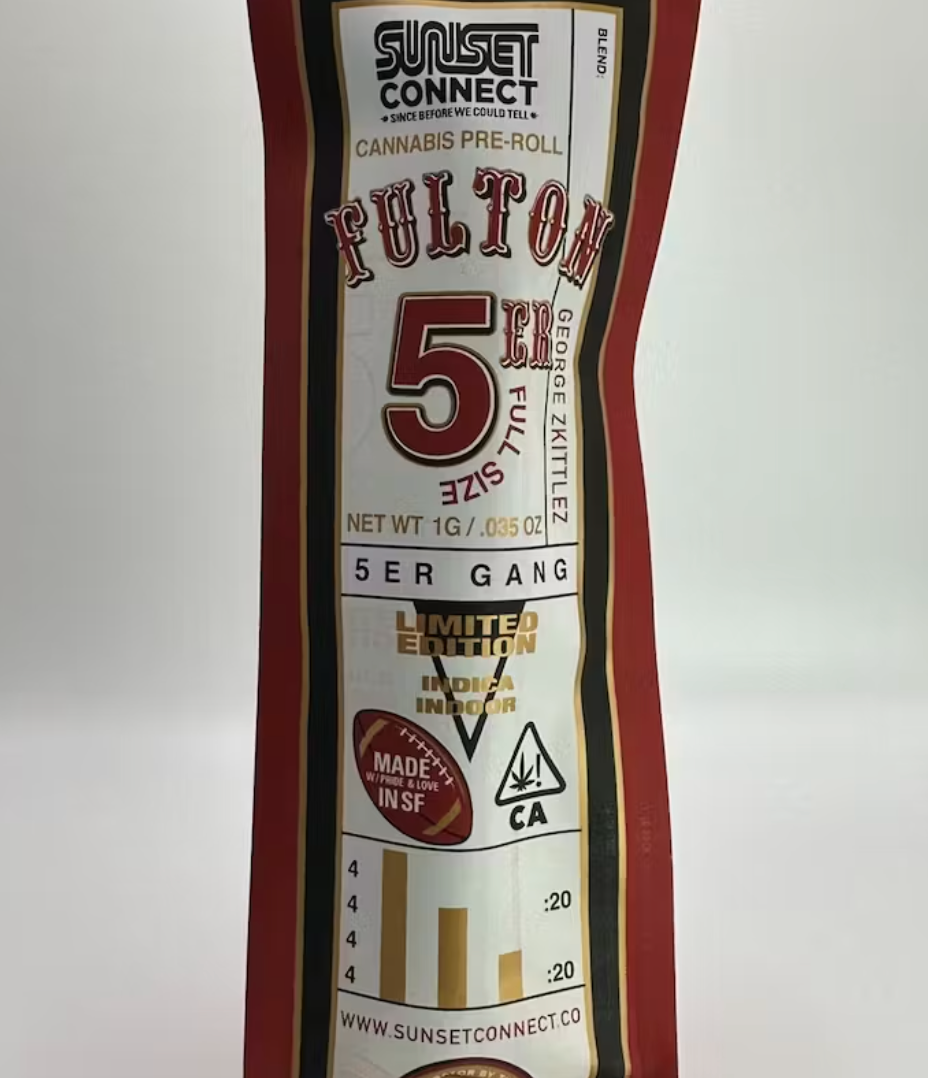 SUNSET
CONNECT
SINCE BEFORE WE COULD TELL
CANNABIS PRE-ROLL
BLEND:
GEORGE ZKITTLEZ
FULTON
5ER
FULL SIZE
NET WT 1G / .035 OZ
5ER GANG
LIMITED
EDITION
INDICA
INDOOR
MADE
W/ PRIDE & LOVE
IN SF
CA
4
4 :20
4
4 :20
WWW.SUNSETCONNECT.CO